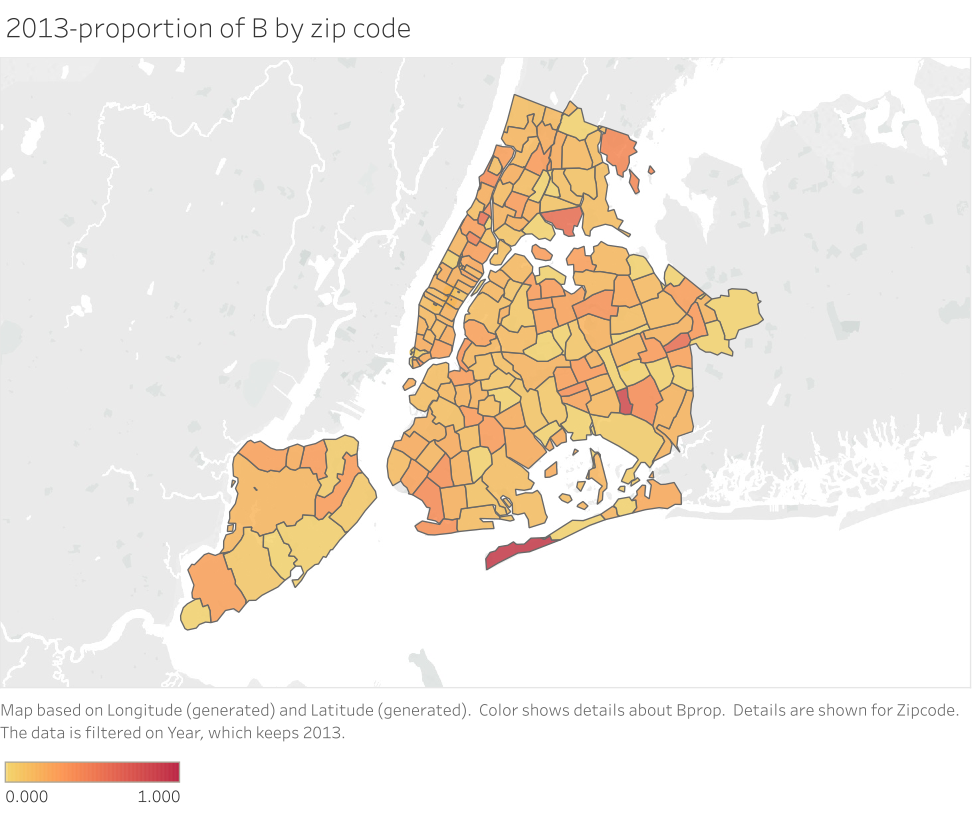 2013-proportion of B by zip code
Map based on Longitude (generated) and Latitude (generated).  Color shows details about Bprop.  Details are shown for Zipcode.
The data is filtered on Year, which keeps 2013.
0.000 1.000